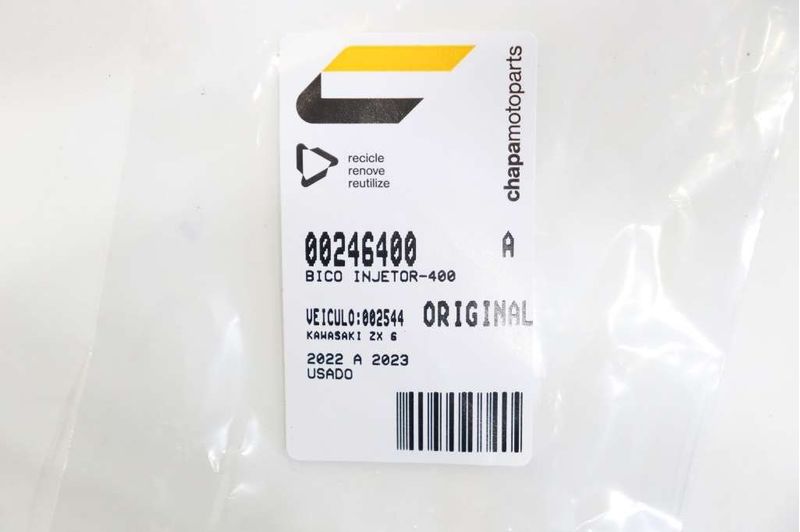 chapamotoparts
recicle
renove
reutilize
00246400 A
BICO INJETOR-400
VEICULO:002544 ORIGINAL
KAWASAKI ZX 6
2022 A 2023
USADO